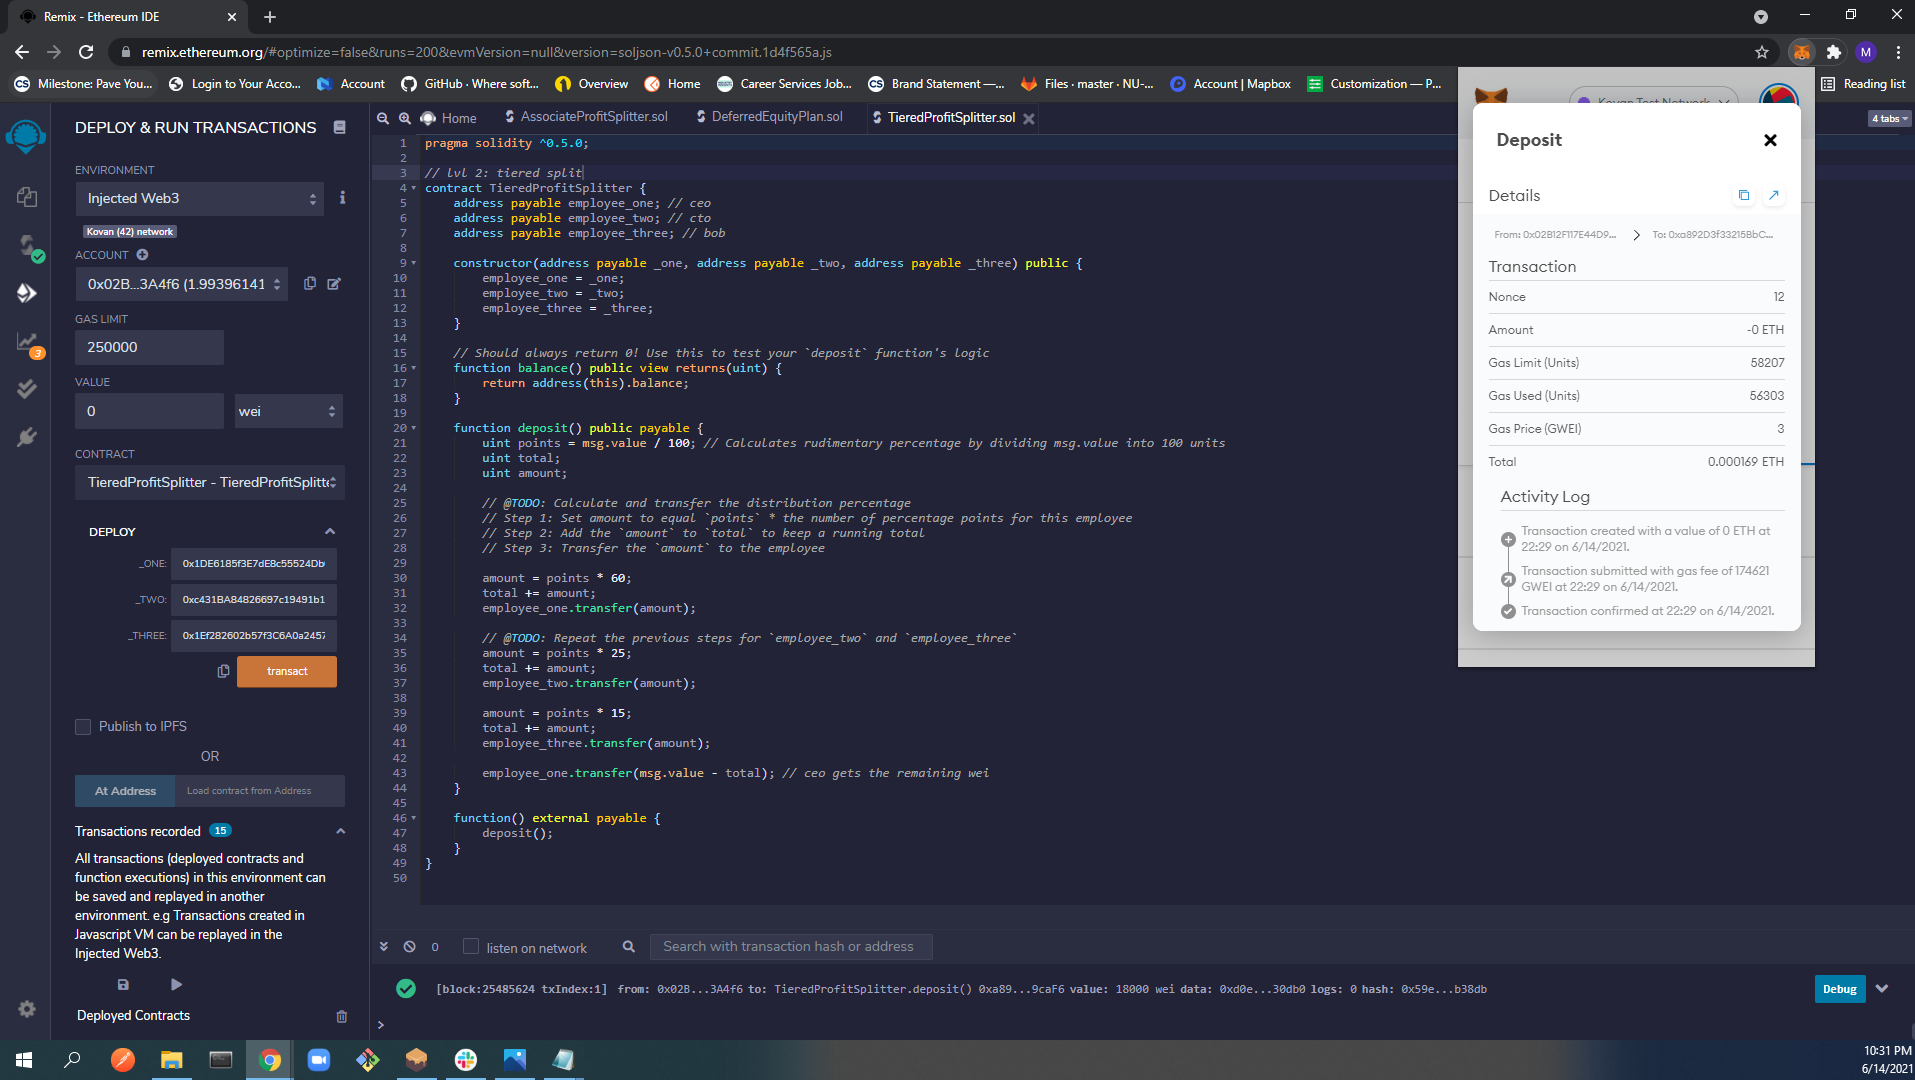 Remix - Ethereum IDE
remix.ethereum.org/#optimize=false&runs=200&evmVersion=null&version=soljson-v0.5.0+commit.1d4f565a.js
M
Milestone: Pave You...
Login to Your Acco...
Account
GitHub · Where soft...
Overview
Home
Career Services Job...
Brand Statement —...
Files · master · NU-...
Account | Mapbox
Customization — P...
Reading list
DEPLOY & RUN TRANSACTIONS
ENVIRONMENT
Injected Web3
Kovan (42) network
ACCOUNT
0x02B...3A4f6 (1.99396141
GAS LIMIT
250000
VALUE
0
wei
CONTRACT
TieredProfitSplitter - TieredProfitSplitte
DEPLOY
_ONE:
0x1DE6185f3E7dE8c55524Db
_TWO:
0xc431BA84826697c19491b1
_THREE:
0x1Ef282602b57f3C6A0a2457
transact
Publish to IPFS
OR
At Address
Load contract from Address
Transactions recorded 15
All transactions (deployed contracts and
function executions) in this environment can
be saved and replayed in another
environment. e.g Transactions created in
Javascript VM can be replayed in the
Injected Web3.
Deployed Contracts
3
Home
AssociateProfitSplitter.sol
DeferredEquityPlan.sol
TieredProfitSplitter.sol
4 tabs
1 pragma solidity ^0.5.0;
2
3 // lvl 2: tiered split
4 contract TieredProfitSplitter {
5 address payable employee_one; // ceo
6 address payable employee_two; // cto
7 address payable employee_three; // bob
8
9 constructor(address payable _one, address payable _two, address payable _three) public {
10 employee_one = _one;
11 employee_two = _two;
12 employee_three = _three;
13 }
14
15 // Should always return 0! Use this to test your `deposit` function's logic
16 function balance() public view returns(uint) {
17 return address(this).balance;
18 }
19
20 function deposit() public payable {
21 uint points = msg.value / 100; // Calculates rudimentary percentage by dividing msg.value into 100 units
22 uint total;
23 uint amount;
24
25 // @TODO: Calculate and transfer the distribution percentage
26 // Step 1: Set amount to equal `points` * the number of percentage points for this employee
27 // Step 2: Add the `amount` to `total` to keep a running total
28 // Step 3: Transfer the `amount` to the employee
29
30 amount = points * 60;
31 total += amount;
32 employee_one.transfer(amount);
33
34 // @TODO: Repeat the previous steps for `employee_two` and `employee_three`
35 amount = points * 25;
36 total += amount;
37 employee_two.transfer(amount);
38
39 amount = points * 15;
40 total += amount;
41 employee_three.transfer(amount);
42
43 employee_one.transfer(msg.value - total); // ceo gets the remaining wei
44 }
45
46 function() external payable {
47 deposit();
48 }
49 }
50
0
listen on network
Search with transaction hash or address
[block:25485624 txIndex:1] from: 0x02B...3A4f6 to: TieredProfitSplitter.deposit() 0xa89...9caF6 value: 18000 wei data: 0xd0e...30db0 logs: 0 hash: 0x59e...b38db
Debug
>
Kovan Test Network
Deposit
Details
From: 0x02B12F117E44D9...
To: 0xa892D3f33215BbC...
Transaction
Nonce 12
Amount -0 ETH
Gas Limit (Units) 58207
Gas Used (Units) 56303
Gas Price (GWEI) 3
Total 0.000169 ETH
Activity Log
Transaction created with a value of 0 ETH at
22:29 on 6/14/2021.
Transaction submitted with gas fee of 174621
GWEI at 22:29 on 6/14/2021.
Transaction confirmed at 22:29 on 6/14/2021.
10:31 PM
6/14/2021